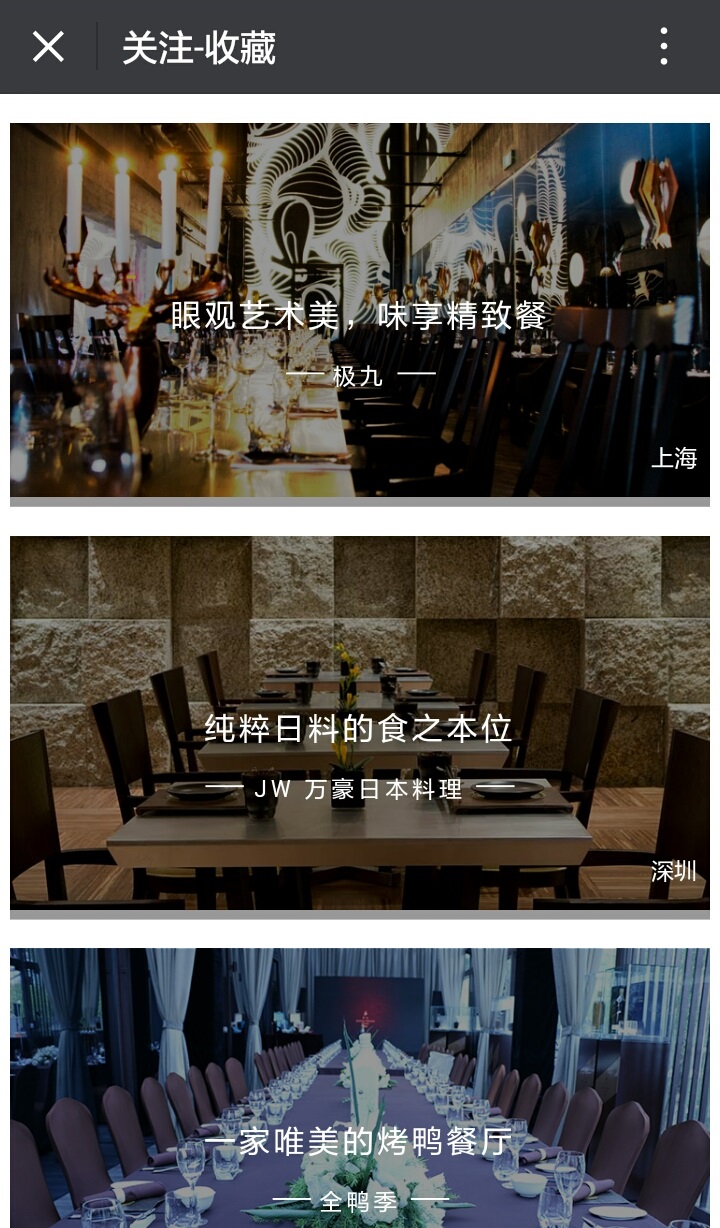 关注-收藏
眼观艺术美，味享精致餐
极九
上海
纯粹日料的食之本位
JW 万豪日本料理
深圳
一家唯美的烤鸭餐厅
全鸭季